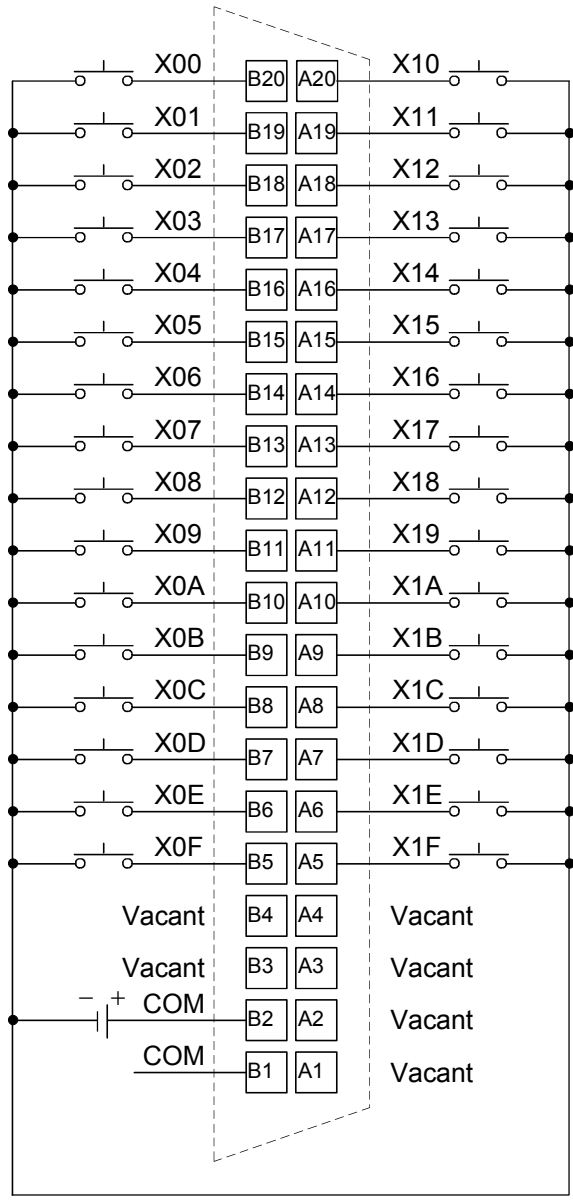 X00 B20 A20 X10
X01 B19 A19 X11
X02 B18 A18 X12
X03 B17 A17 X13
X04 B16 A16 X14
X05 B15 A15 X15
X06 B14 A14 X16
X07 B13 A13 X17
X08 B12 A12 X18
X09 B11 A11 X19
X0A B10 A10 X1A
X0B B9 A9 X1B
X0C B8 A8 X1C
X0D B7 A7 X1D
X0E B6 A6 X1E
X0F B5 A5 X1F
Vacant B4 A4 Vacant
Vacant B3 A3 Vacant
− + COM B2 A2 Vacant
COM B1 A1 Vacant